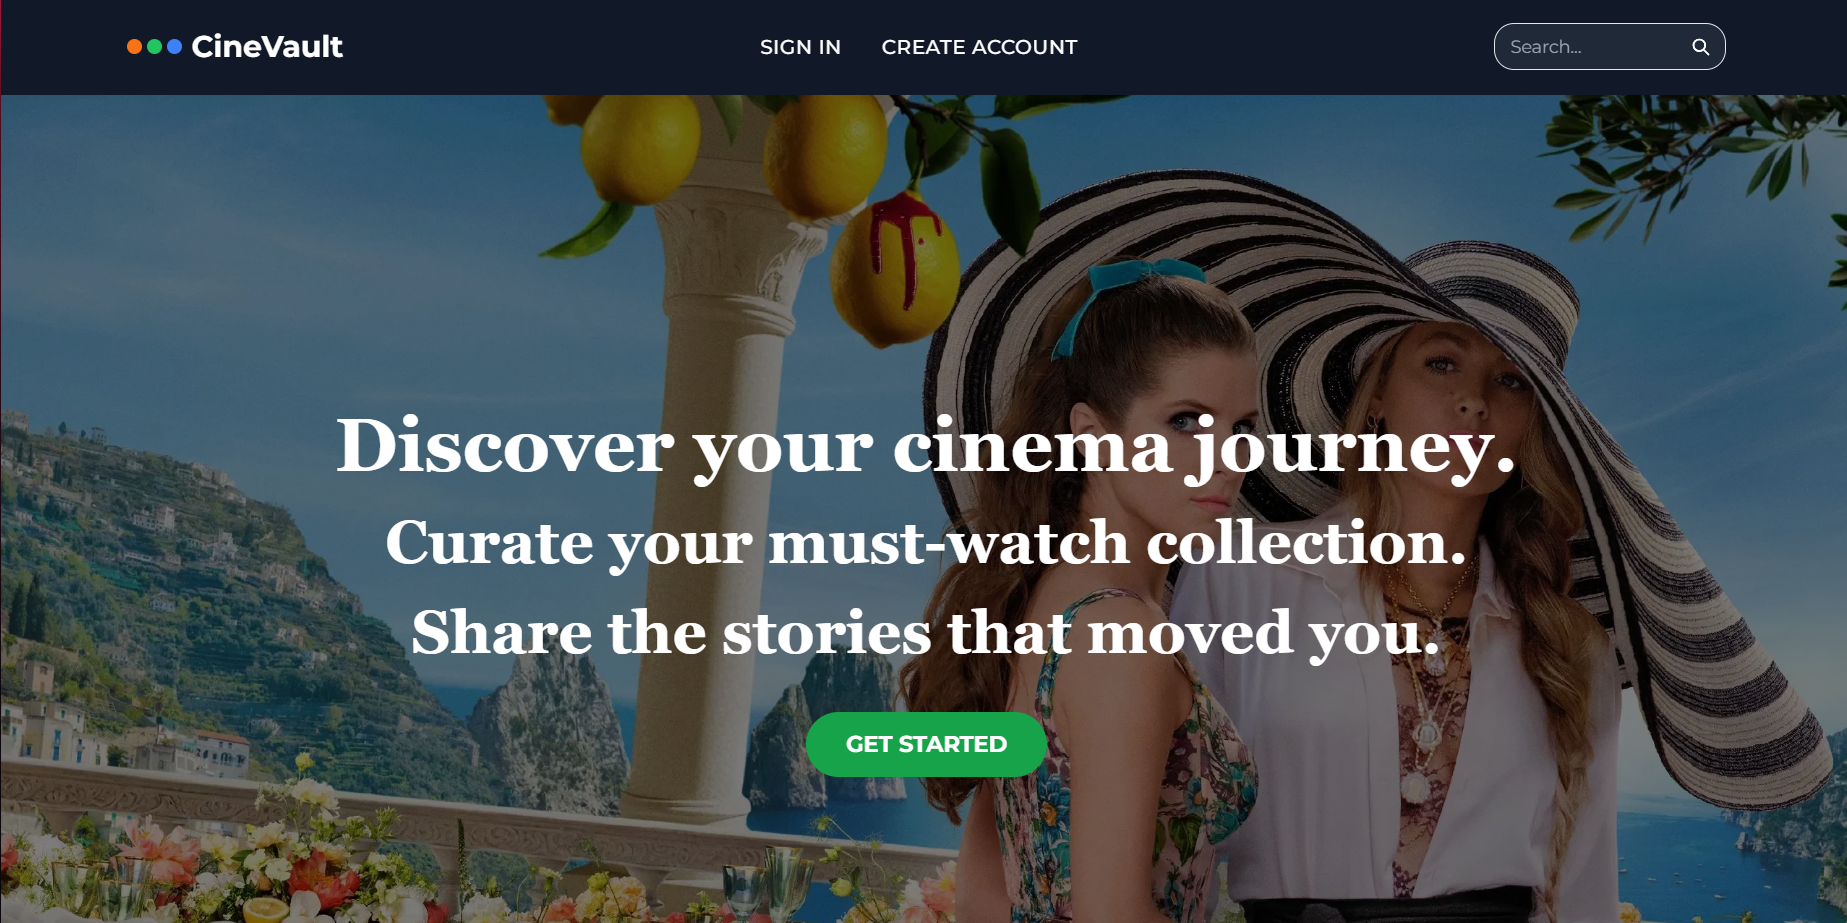 CineVault
SIGN IN
CREATE ACCOUNT
Search...
Discover your cinema journey.
Curate your must-watch collection.
Share the stories that moved you.
GET STARTED